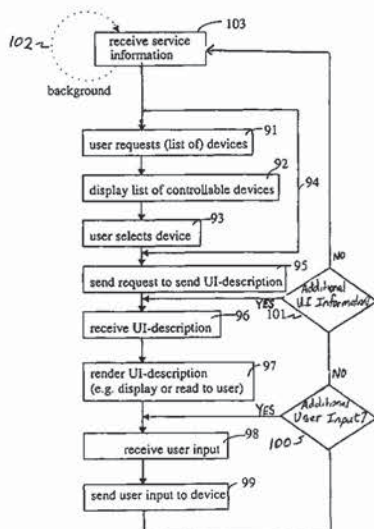 102
103
receive service
information
background
91
user requests (list of) devices
92
display list of controllable devices
94
93
user selects device
95
send request to send UI-description
NO
Additional
UI Information?
YES
101
96
receive UI-description
97
render UI-description
(e.g. display or read to user)
NO
Additional
User Input?
YES
100
98
receive user input
99
send user input to device